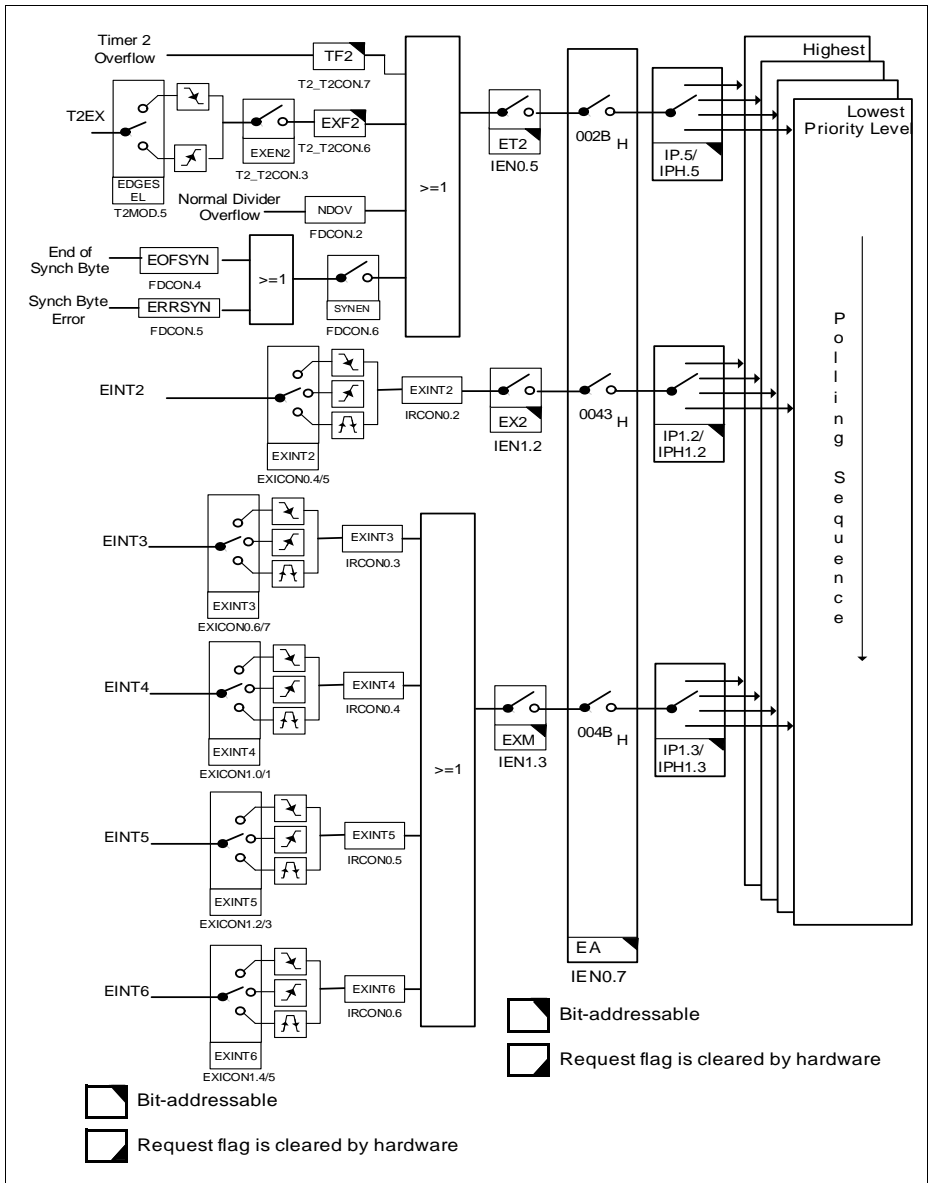 Highest
Lowest
Priority Level
Timer 2
Overflow
TF2
T2_T2CON.7
T2EX
EXF2
EXEN2
T2_T2CON.6
T2_T2CON.3
EDGES
EL
T2MOD.5
>=1
ET2
IEN0.5
002B H
IP.5/
IPH.5
Normal Divider
Overflow
NDOV
FDCON.2
End of
Synch Byte
EOFSYN
FDCON.4
>=1
SYNEN
FDCON.6
Synch Byte
Error
ERRSYN
FDCON.5
EINT2
EXINT2
EXICON0.4/5
EXINT2
IRCON0.2
EX2
IEN1.2
0043 H
IP1.2/
IPH1.2
Polling Sequence
EINT3
EXINT3
EXICON0.6/7
EXINT3
IRCON0.3
EINT4
EXINT4
EXICON1.0/1
EXINT4
IRCON0.4
>=1
EXM
IEN1.3
004B H
IP1.3/
IPH1.3
EINT5
EXINT5
EXICON1.2/3
EXINT5
IRCON0.5
EINT6
EXINT6
EXICON1.4/5
EXINT6
IRCON0.6
EA
IEN0.7
Bit-addressable
Request flag is cleared by hardware
Bit-addressable
Request flag is cleared by hardware